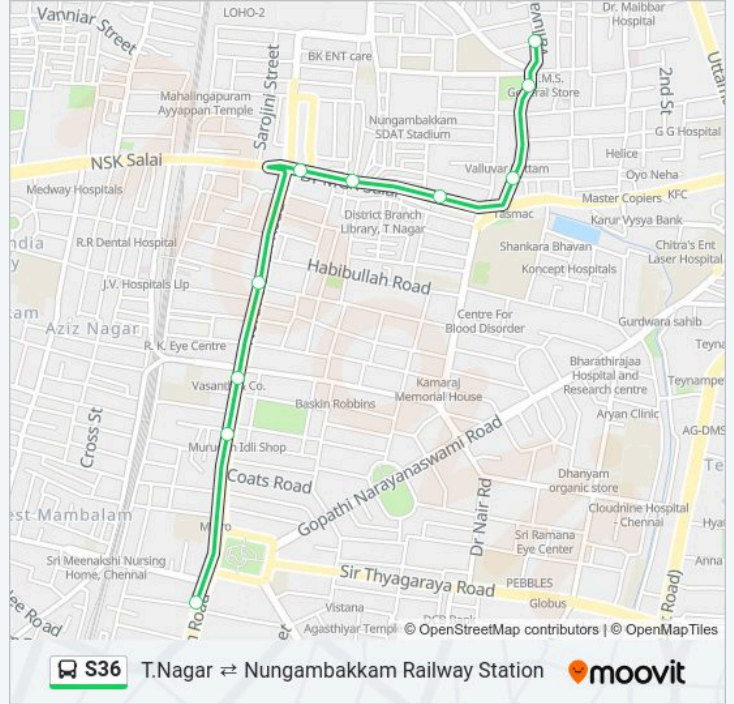 Vanniar Street
LOHO-2
Dr. Maibbar
Hospital
BK ENT care
Sarojini Street
2nd St
General Store
Mahalingapuram
Ayyappan Temple
Nungambakkam
SDAT Stadium
G G Hospital
Helice
NSK Salai
Oyo Neha
Medway Hospitals
Master Copiers
KFC
Tasmac
District Branch
Library, T Nagar
Karur Vysya Bank
R.R Dental Hospital
Shankara Bhavan
Chitra's Ent
Laser Hospital
Koncept Hospitals
Habibullah Road
J.V. Hospitals Llp
Aziz Nagar
Centre For
Blood Disorder
Gurdwara sahib
R. K. Eye Centre
Bharathirajaa
Hospital and
Research centre
Kamaraj
Memorial House
Baskin Robbins
Aryan Clinic
Cross St
AG-DMS
Idli Shop
Gopathi Narayanaswami Road
Coats Road
Dhanyam
organic store
Cloudnine Hospital
- Chennai
Dr Nair Rd
Sri Ramana
Eye Center
Sri Meenakshi Nursing
Home, Chennai
Sir Thyagaraya Road
PEBBLES
Globus
Vistana
© OpenStreetMap contributors | © OpenMapTiles
S36 T.Nagar ⇄ Nungambakkam Railway Station
moovit